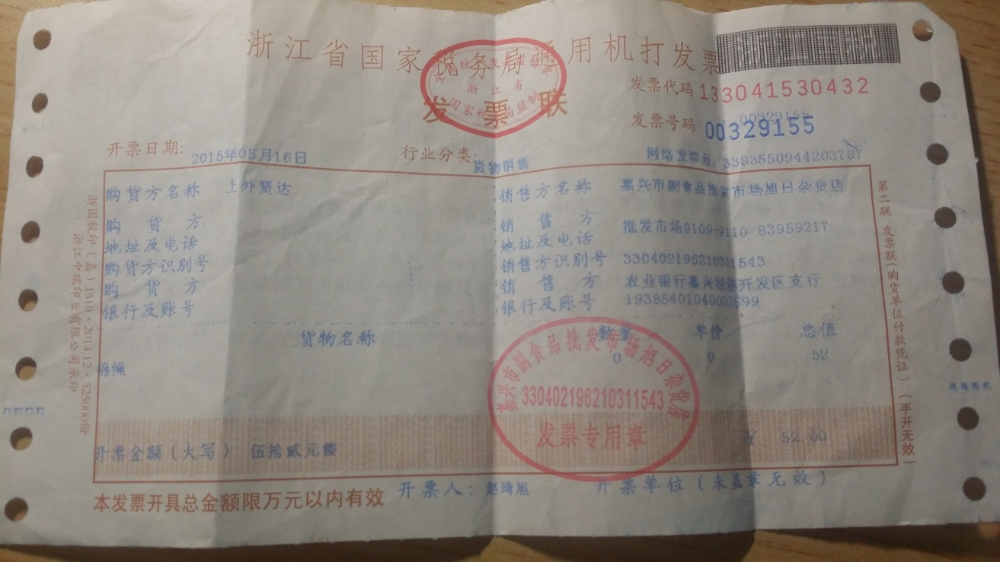 浙江省国家税务局通用机打发票
发票联
全国统一发票监制章
浙江省
国家税务局监制
发票代码 133041530432
发票号码 00329155
00329155
开票日期: 2015年05月16日 行业分类: 货物销售 网络发票号: 3393550944203797
购货方名称 上外贤达 销售方名称 嘉兴市副食品批发市场旭日杂货店
购货方 销售方 批发市场9109-9110 83959217
地址及电话 地址及电话
购货方识别号 销售方识别号 330402196210311543
购货方 销售方 农业银行嘉兴经济开发区支行
银行及账号 银行及账号 19385401040002599
货物名称 数量 单价 总值
棉绳 0 0 52
嘉兴市副食品批发市场旭日杂货店
330402196210311543
发票专用章
开票金额(大写) 伍拾贰元整 ¥ 52.00
本发票开具总金额限万元以内有效 开票人: 赵琦旭 开票单位(未盖章无效)
浙国税印(嘉)1510·2014.12·525000份
浙江中瑞印业有限公司承印
第二联 发票联(购货单位付款凭证)(手开无效)